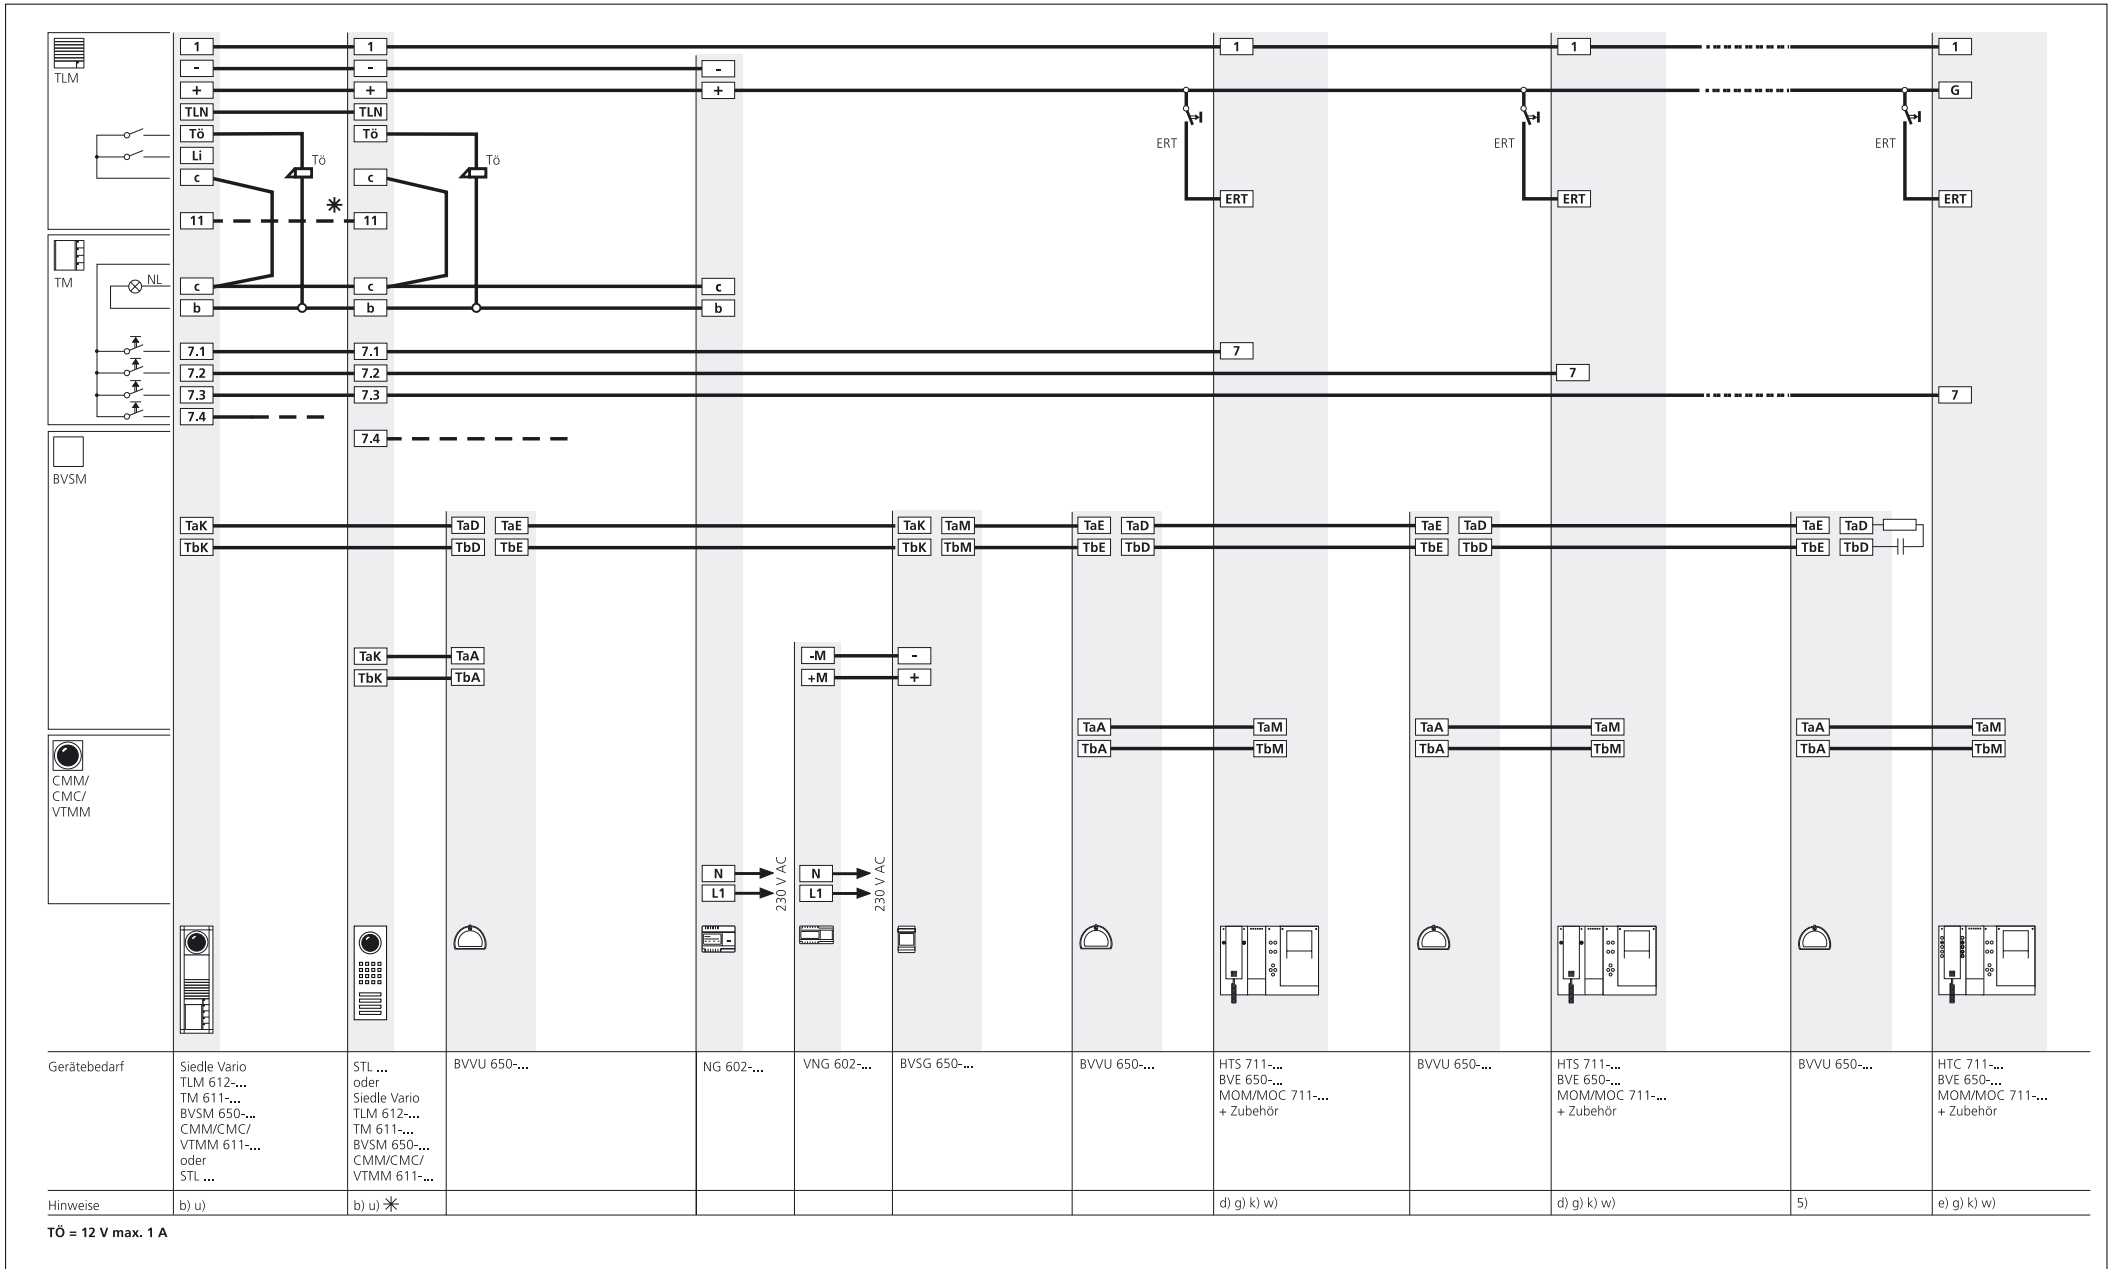 TLM
1 1 1 1 1
- - -
+ + + G
TLN TLN
Tö Tö
Li
Tö Tö
ERT ERT ERT
c c
ERT ERT ERT
✳
11 11
TM
NL
c c c
b b b
7.1 7.1 7
7.2 7.2 7
7.3 7.3 7
7.4
7.4
BVSM
TaK TaD TaE TaK TaM TaE TaD TaE TaD TaE TaD
TbK TbD TbE TbK TbM TbE TbD TbE TbD TbE TbD
TaK TaA -M -
TbK TbA +M +
TaA TaM TaA TaM TaA TaM
TbA TbM TbA TbM TbA TbM
CMM/
CMC/
VTMM
N N
L1 L1
230 V AC
230 V AC
Gerätebedarf
Siedle Vario
TLM 612-...
TM 611-...
BVSM 650-...
CMM/CMC/
VTMM 611-...
oder
STL ...
STL ...
oder
Siedle Vario
TLM 612-...
TM 611-...
BVSM 650-...
CMM/CMC/
VTMM 611-...
BVVU 650-...
NG 602-...
VNG 602-...
BVSG 650-...
BVVU 650-...
HTS 711-...
BVE 650-...
MOM/MOC 711-...
+ Zubehör
BVVU 650-...
HTS 711-...
BVE 650-...
MOM/MOC 711-...
+ Zubehör
BVVU 650-...
HTC 711-...
BVE 650-...
MOM/MOC 711-...
+ Zubehör
Hinweise
b) u)
b) u) ✳
d) g) k) w)
d) g) k) w)
5)
e) g) k) w)
TÖ = 12 V max. 1 A